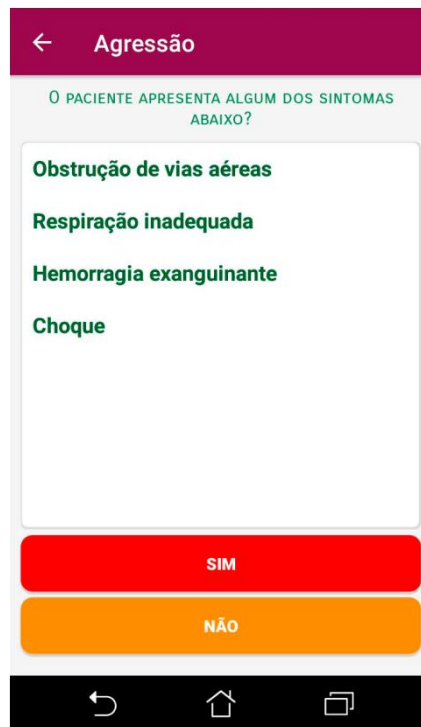 Agressão
O PACIENTE APRESENTA ALGUM DOS SINTOMAS
ABAIXO?
Obstrução de vias aéreas
Respiração inadequada
Hemorragia exanguinante
Choque
SIM
NÃO